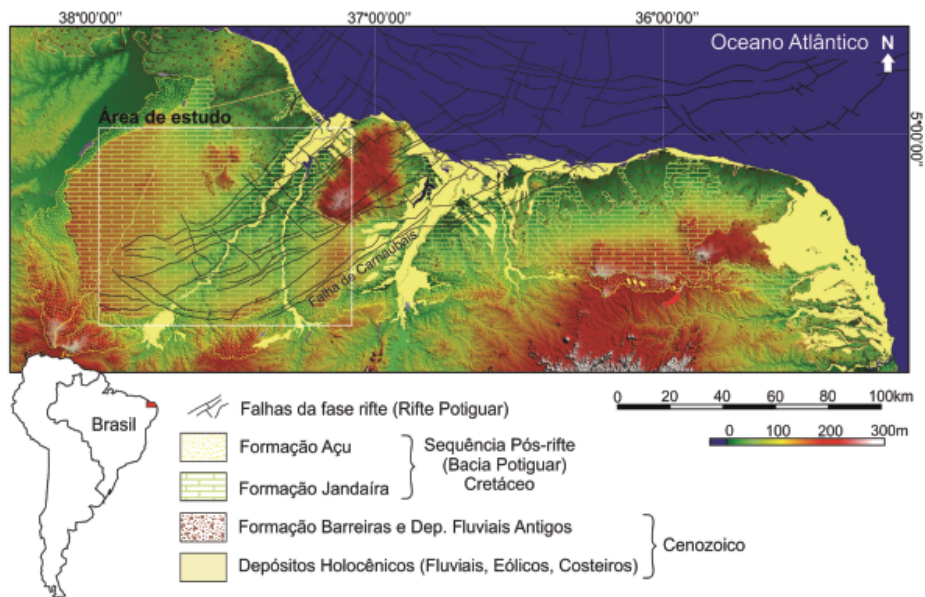 38°00'00"
37°00'00"
36°00'00"
Oceano Atlântico
N
5°00'00"
Área de estudo
Falha de Carnaubais
Brasil
Falhas da fase rifte (Rifte Potiguar)
Formação Açu
Formação Jandaíra
Sequência Pós-rifte
(Bacia Potiguar)
Cretáceo
Formação Barreiras e Dep. Fluviais Antigos
Depósitos Holocênicos (Fluviais, Eólicos, Costeiros)
Cenozoico
0 20 40 60 80 100km
0 100 200 300m